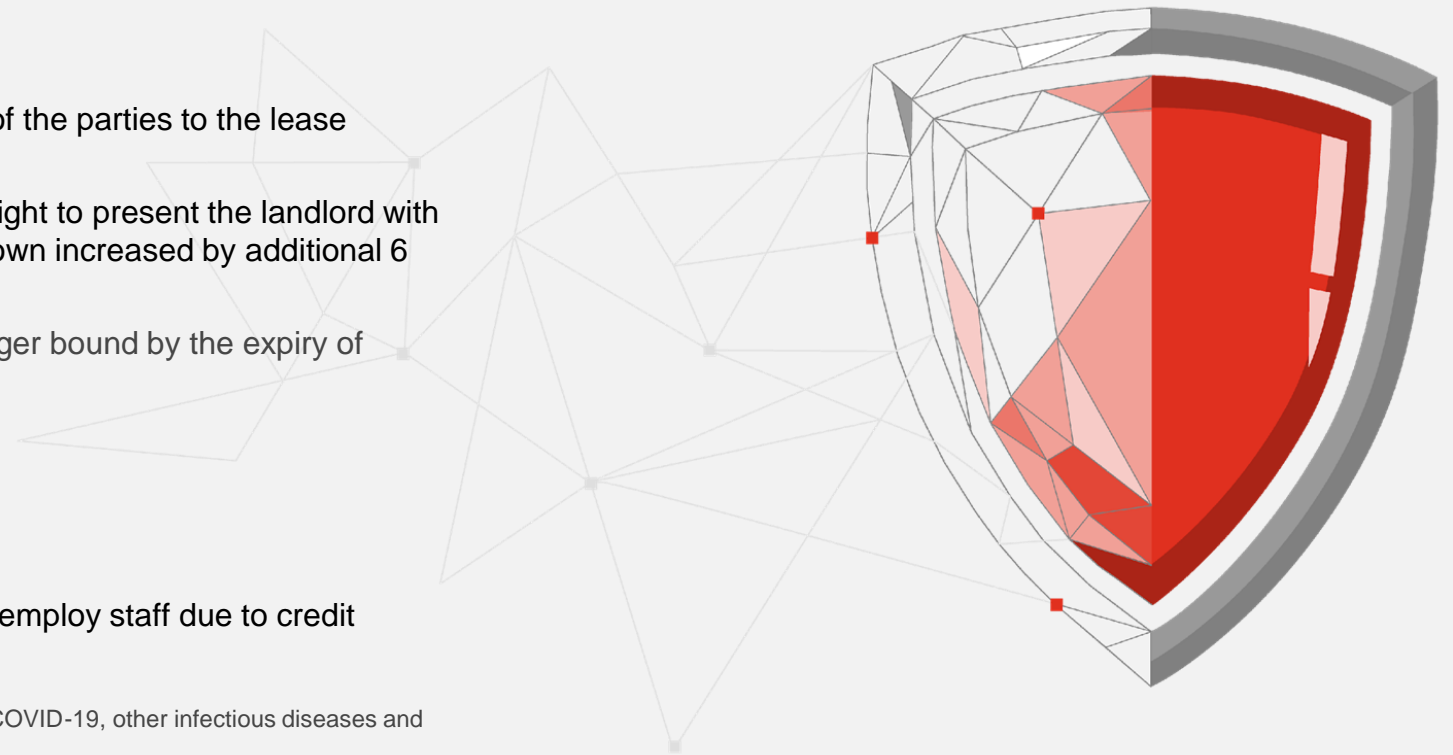 of the parties to the lease
ight to present the landlord with
own increased by additional 6
ger bound by the expiry of
employ staff due to credit
COVID-19, other infectious diseases and